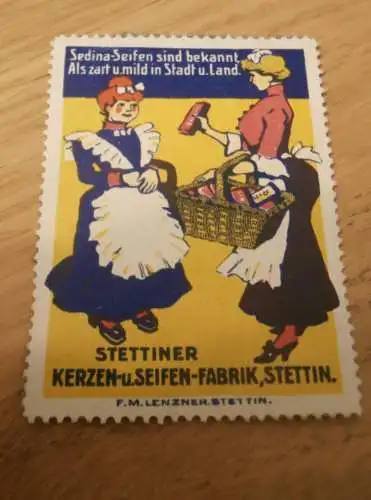 Sedina-Seifen sind bekannt
Als zart u. mild in Stadt u. Land.
STETTINER
KERZEN-u. SEIFEN-FABRIK, STETTIN.
F. M. LENZNER. STETTIN.